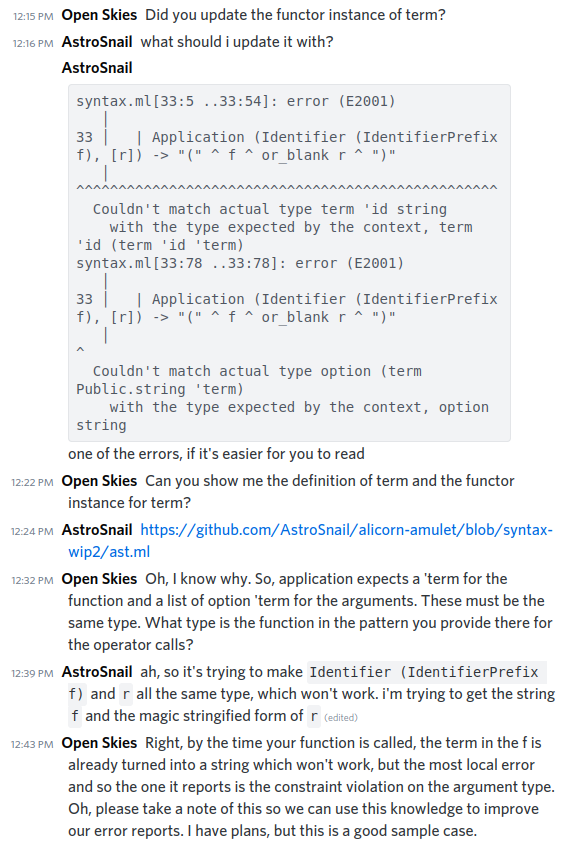 12:15 PM Open Skies Did you update the functor instance of term?
12:16 PM AstroSnail what should i update it with?
AstroSnail
syntax.ml[33:5 ..33:54]: error (E2001)
|
33 | | Application (Identifier (IdentifierPrefix
f), [r]) -> "(" ^ f ^ or_blank r ^ ")"
|
^^^^^^^^^^^^^^^^^^^^^^^^^^^^^^^^^^^^^^^^^^^^^^^^^^
Couldn't match actual type term 'id string
with the type expected by the context, term
'id (term 'id 'term)
syntax.ml[33:78 ..33:78]: error (E2001)
|
33 | | Application (Identifier (IdentifierPrefix
f), [r]) -> "(" ^ f ^ or_blank r ^ ")"
|
^
Couldn't match actual type option (term
Public.string 'term)
with the type expected by the context, option
string
one of the errors, if it's easier for you to read
12:22 PM Open Skies Can you show me the definition of term and the functor
instance for term?
12:24 PM AstroSnail https://github.com/AstroSnail/alicorn-amulet/blob/syntax-
wip2/ast.ml
12:32 PM Open Skies Oh, I know why. So, application expects a 'term for the
function and a list of option 'term for the arguments. These must be the
same type. What type is the function in the pattern you provide there for
the operator calls?
12:39 PM AstroSnail ah, so it's trying to make Identifier (IdentifierPrefix
f) and r all the same type, which won't work. i'm trying to get the string
f and the magic stringified form of r (edited)
12:43 PM Open Skies Right, by the time your function is called, the term in the f is
already turned into a string which won't work, but the most local error
and so the one it reports is the constraint violation on the argument type.
Oh, please take a note of this so we can use this knowledge to improve
our error reports. I have plans, but this is a good sample case.